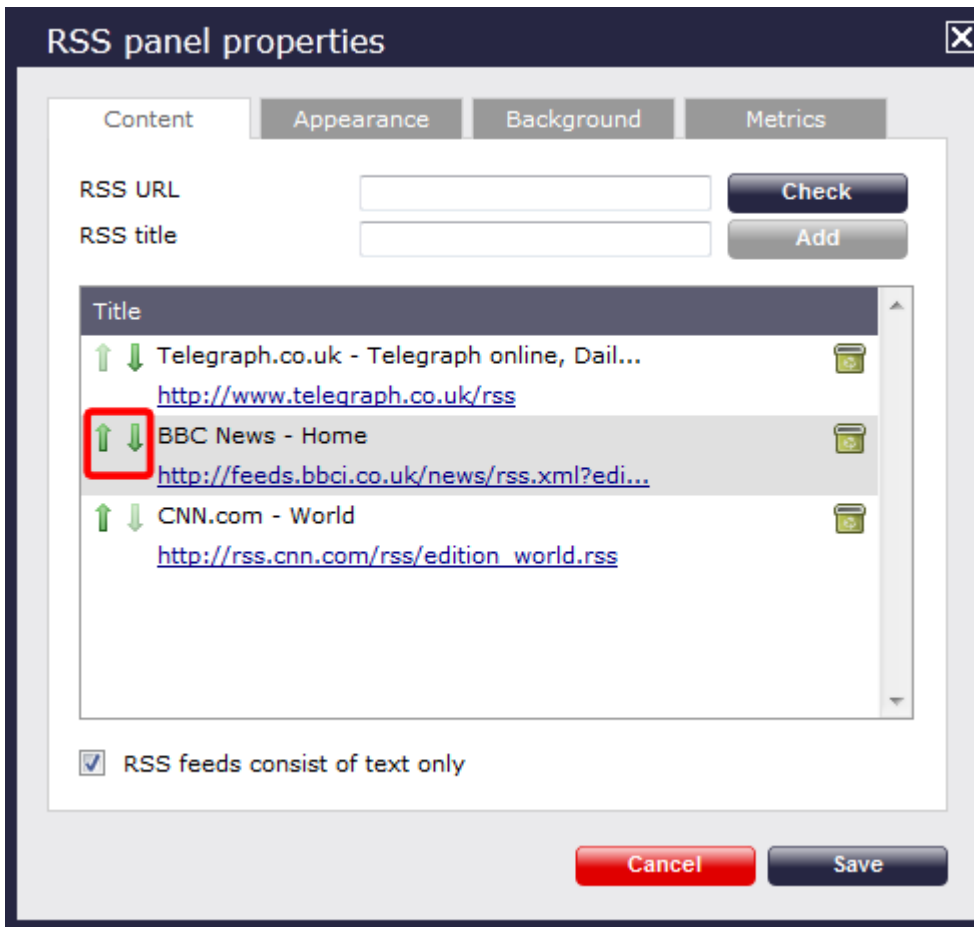 RSS panel properties
Content Appearance Background Metrics
RSS URL Check
RSS title Add
Title
Telegraph.co.uk - Telegraph online, Dail...
http://www.telegraph.co.uk/rss
BBC News - Home
http://feeds.bbci.co.uk/news/rss.xml?edi...
CNN.com - World
http://rss.cnn.com/rss/edition_world.rss
RSS feeds consist of text only
Cancel Save